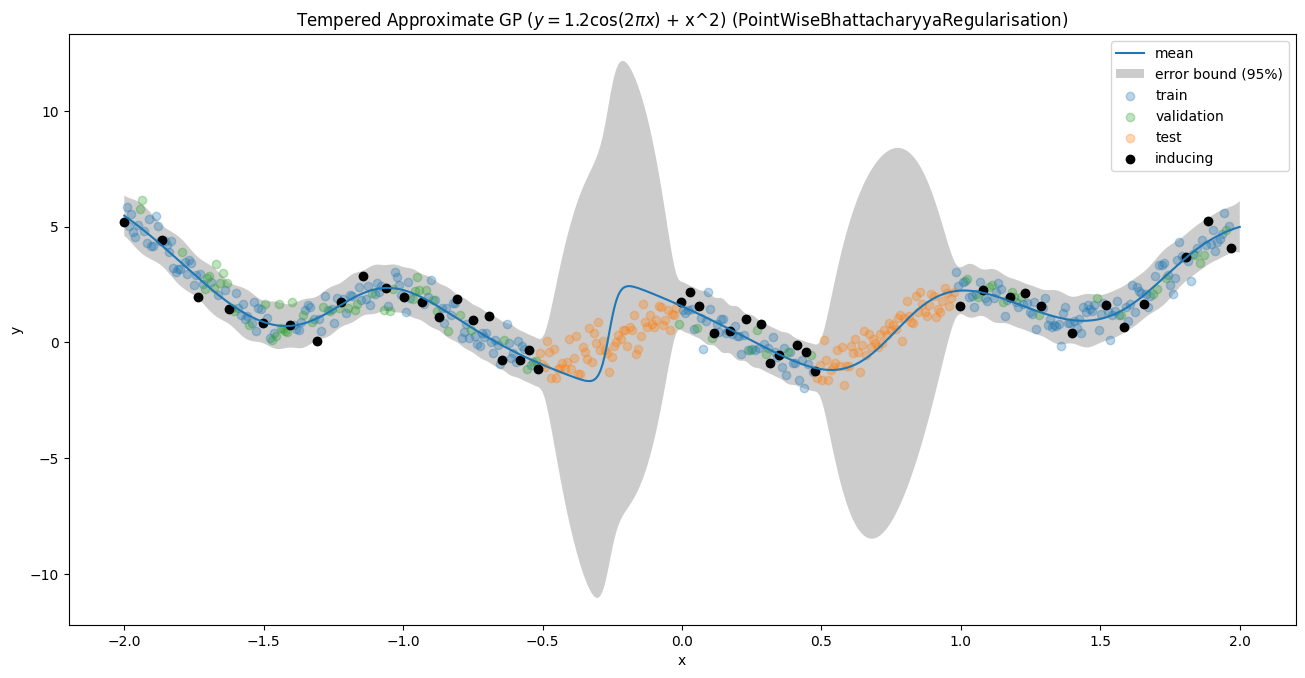 Tempered Approximate GP (y = 1.2cos(2πx) + x^2) (PointWiseBhattacharyyaRegularisation)
mean
error bound (95%)
train
validation
test
inducing
10
5
0
−5
−10
y
−2.0 −1.5 −1.0 −0.5 0.0 0.5 1.0 1.5 2.0
x